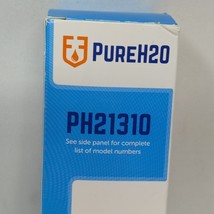 PUREH2O
PH21310
See side panel for complete
list of model numbers